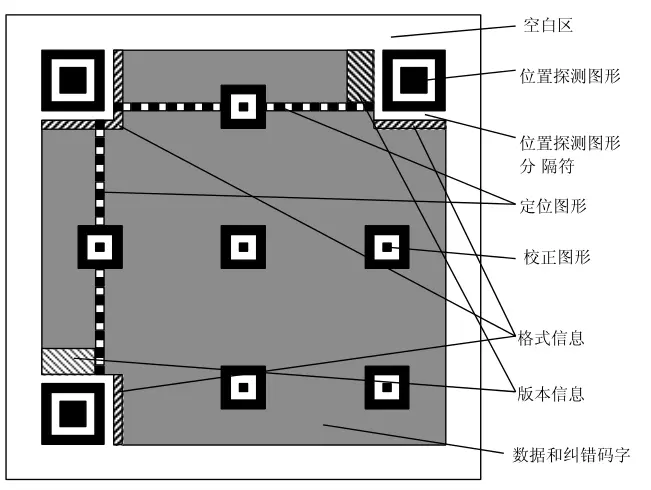 空白区
位置探测图形
位置探测图形
分 隔符
定位图形
校正图形
格式信息
版本信息
数据和纠错码字